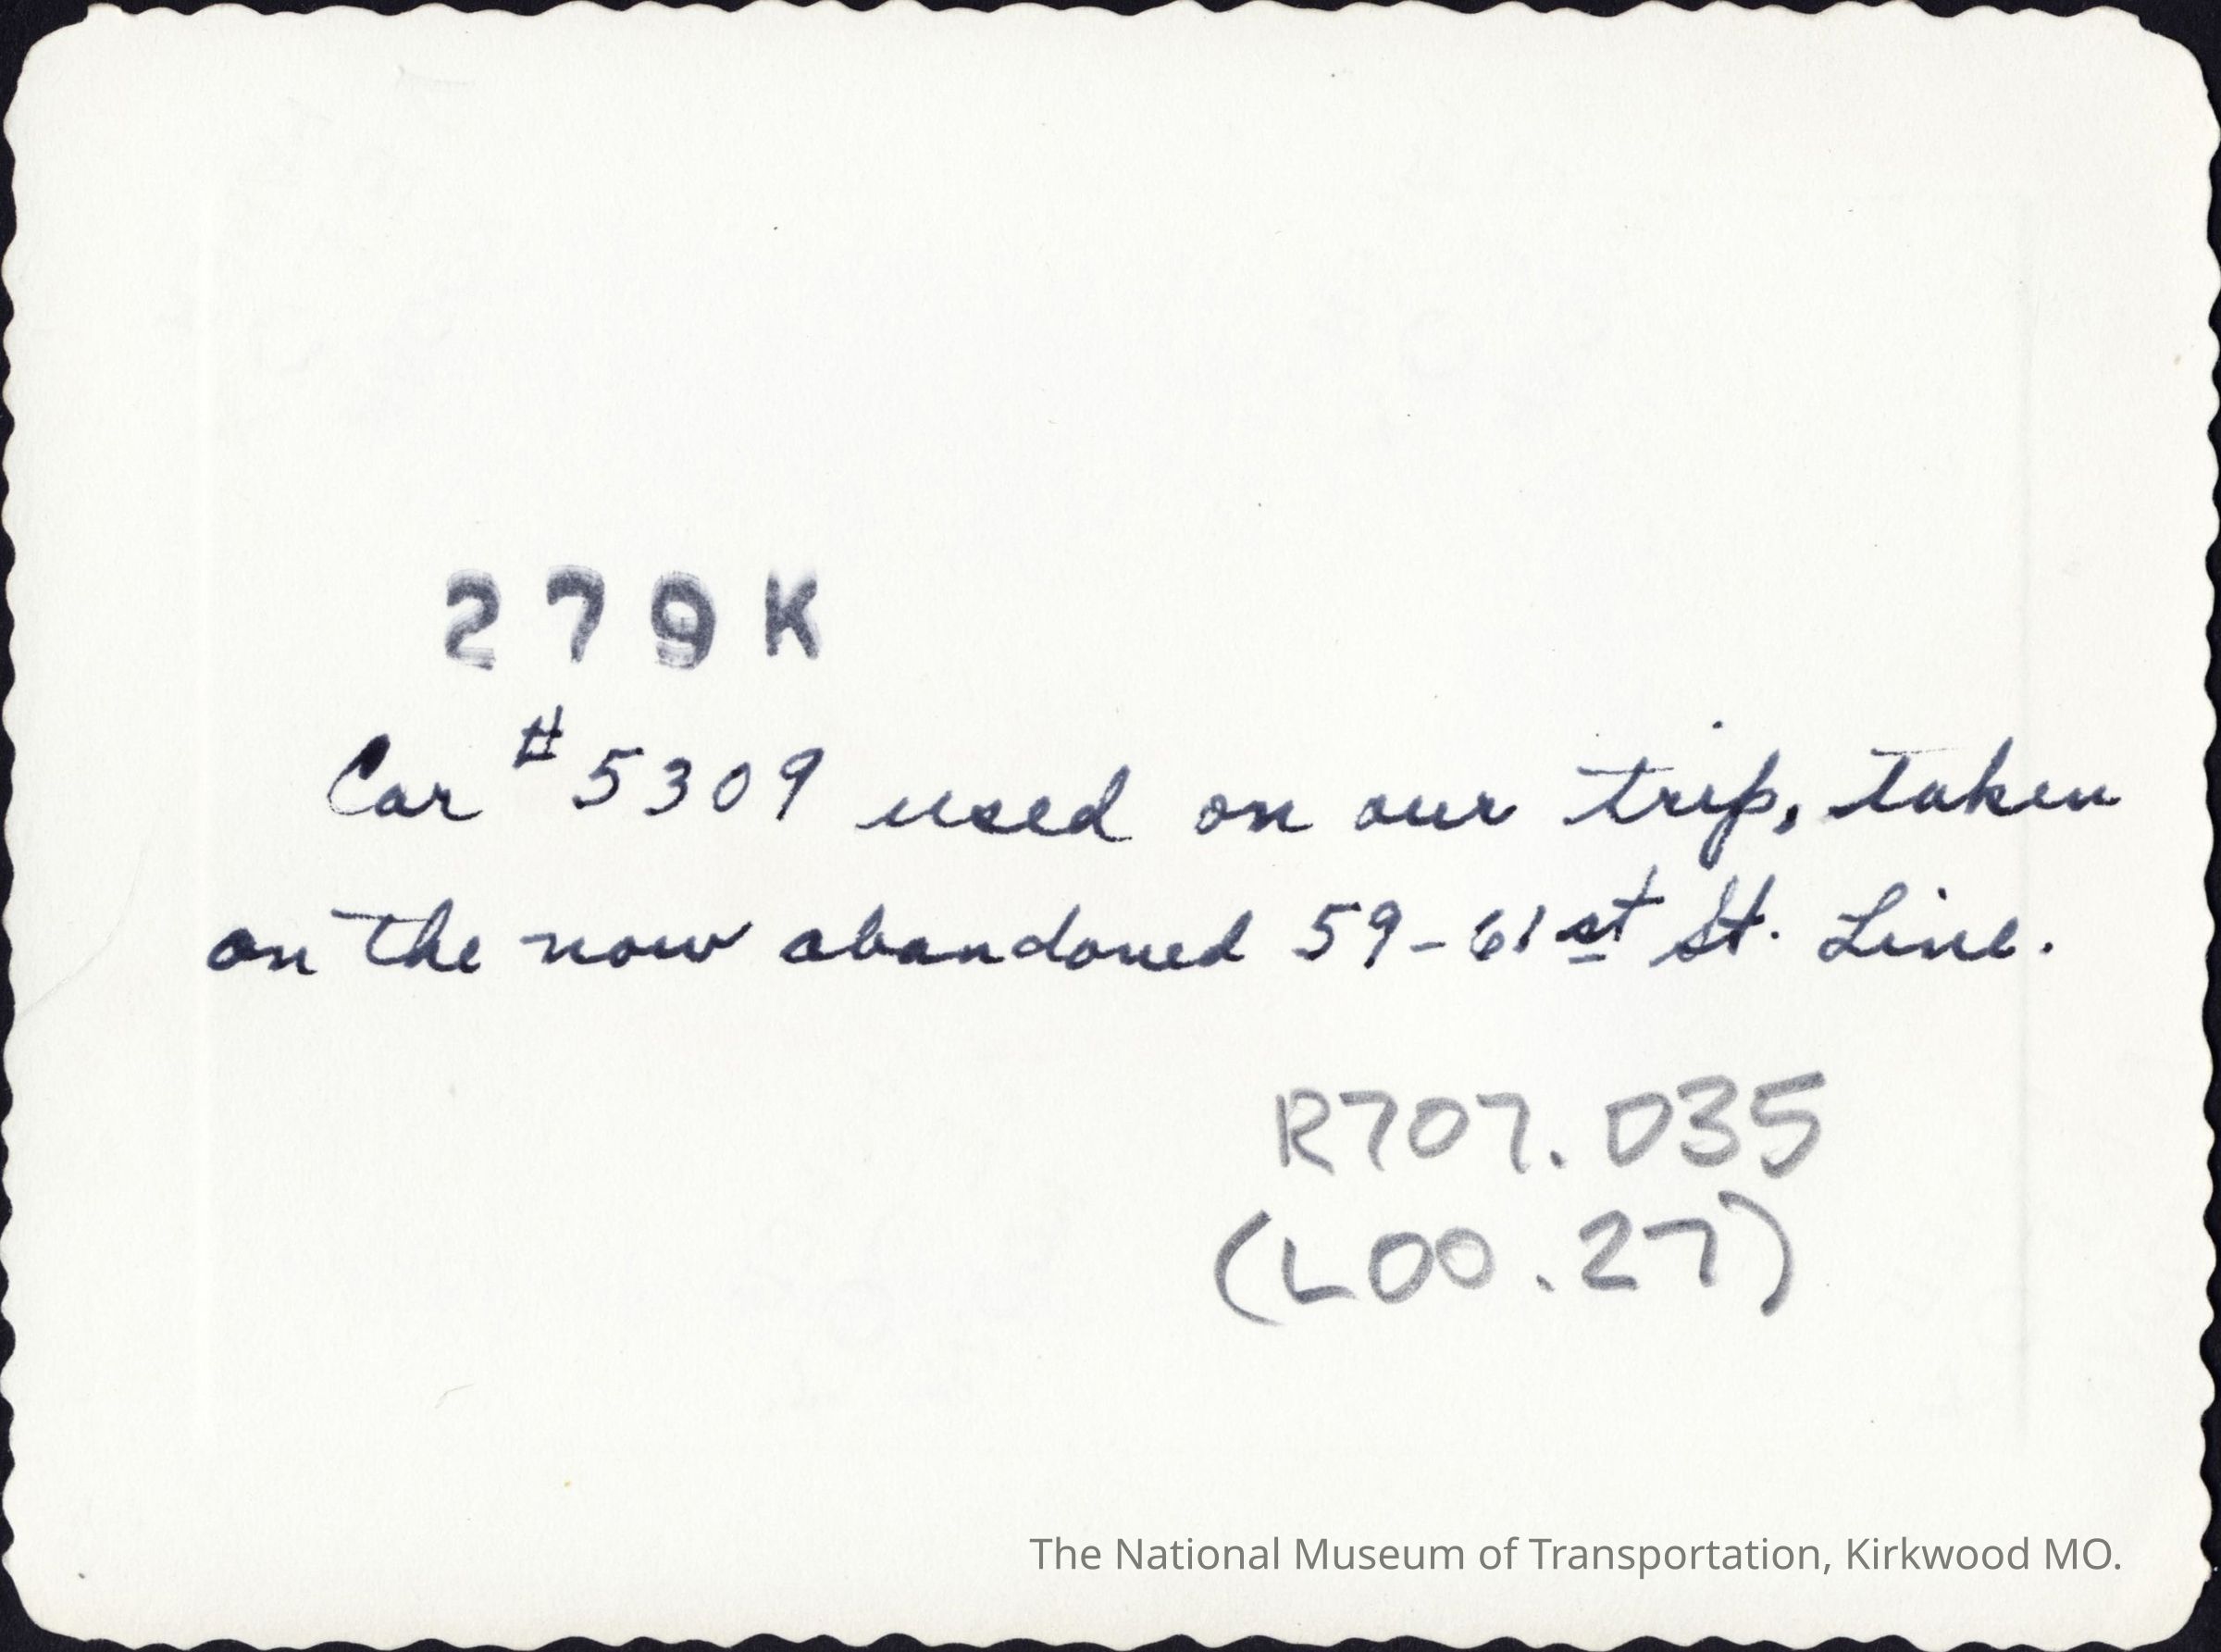 279K
Car #5309 used on our trip, taken
on the now abandoned 59-61st St. Line.
R707.035
(L00.27)
The National Museum of Transportation, Kirkwood MO.